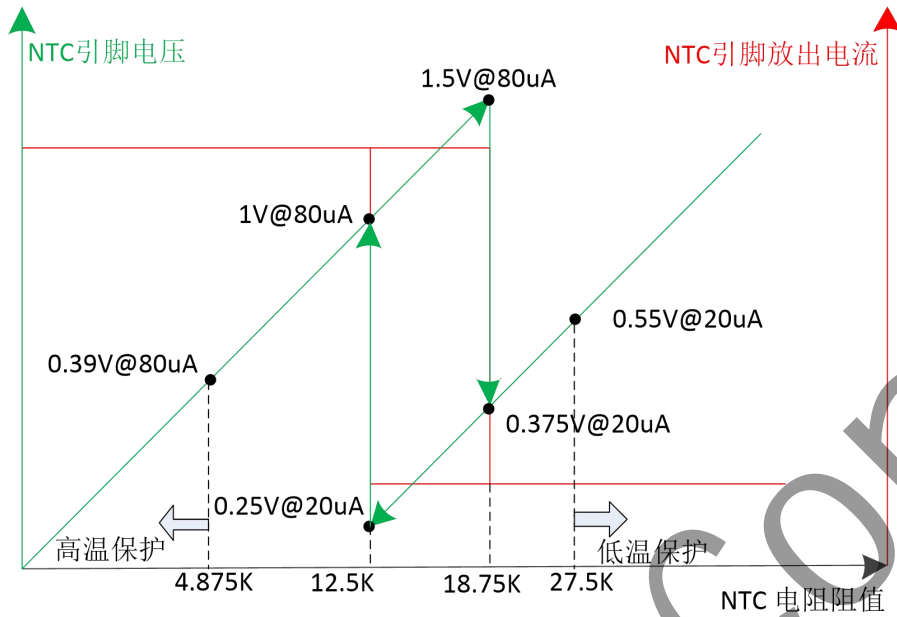 NTC引脚电压
NTC引脚放出电流
1.5V@80uA
1V@80uA
0.55V@20uA
0.39V@80uA
0.375V@20uA
0.25V@20uA
高温保护
低温保护
4.875K
12.5K
18.75K
27.5K
NTC 电阻阻值